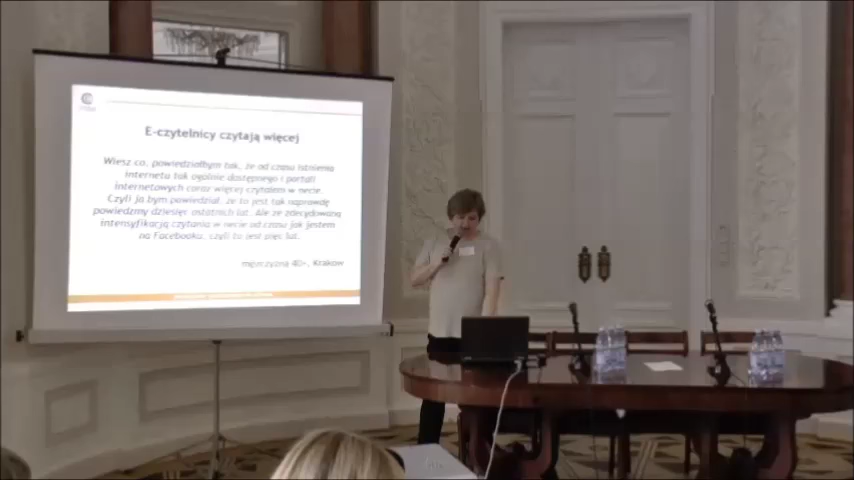 E-czytelnicy czytają więcej
Wiesz co, powiedziałbym tak, że od czasu istnienia
internetu tak ogólnie dostępnego i portali
internetowych coraz więcej czytałem w necie.
Czyli ja bym powiedział, że to jest tak naprawdę
powiedzmy dziesięć ostatnich lat. Ale ze zdecydowaną
intensyfikacją czytania w necie od czasu jak jestem
na Facebooku, czyli to jest pięć lat.
mężczyzna 40+, Kraków